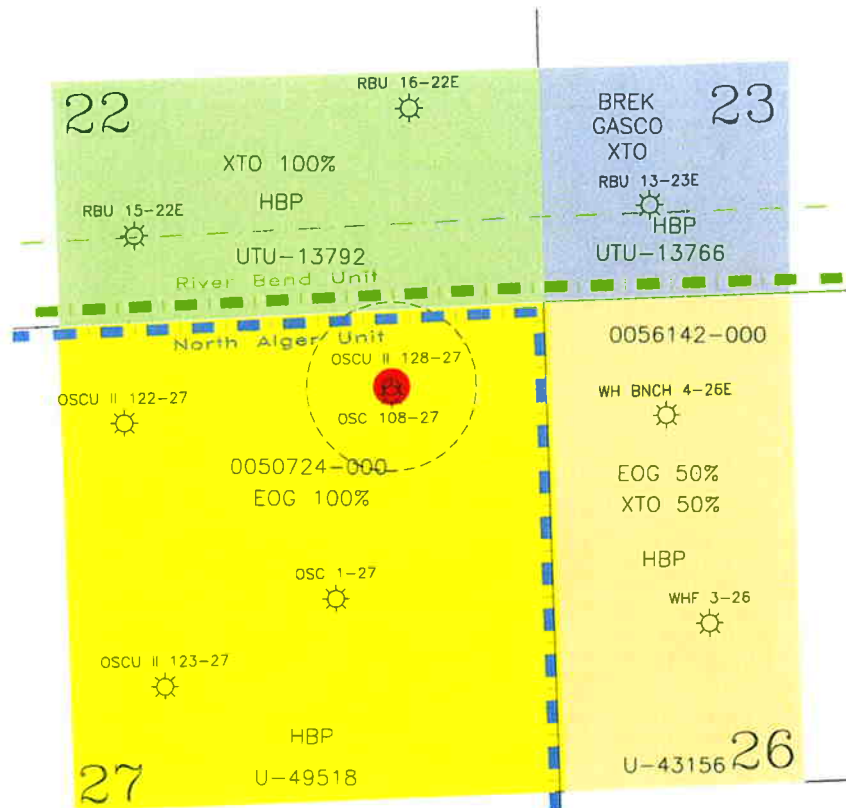 22
RBU 16-22E
XTO 100%
HBP
RBU 15-22E
UTU-13792
River Bend Unit
BREK
GASCO
XTO
23
RBU 13-23E
HBP
UTU-13766
North Alger Unit
OSCU II 128-27
OSC 108-27
OSCU II 122-27
0050724-000
EOG 100%
OSC 1-27
OSCU II 123-27
HBP
U-49518
27
0056142-000
WH BNCH 4-26E
EOG 50%
XTO 50%
HBP
WHF 3-26
U-43156
26